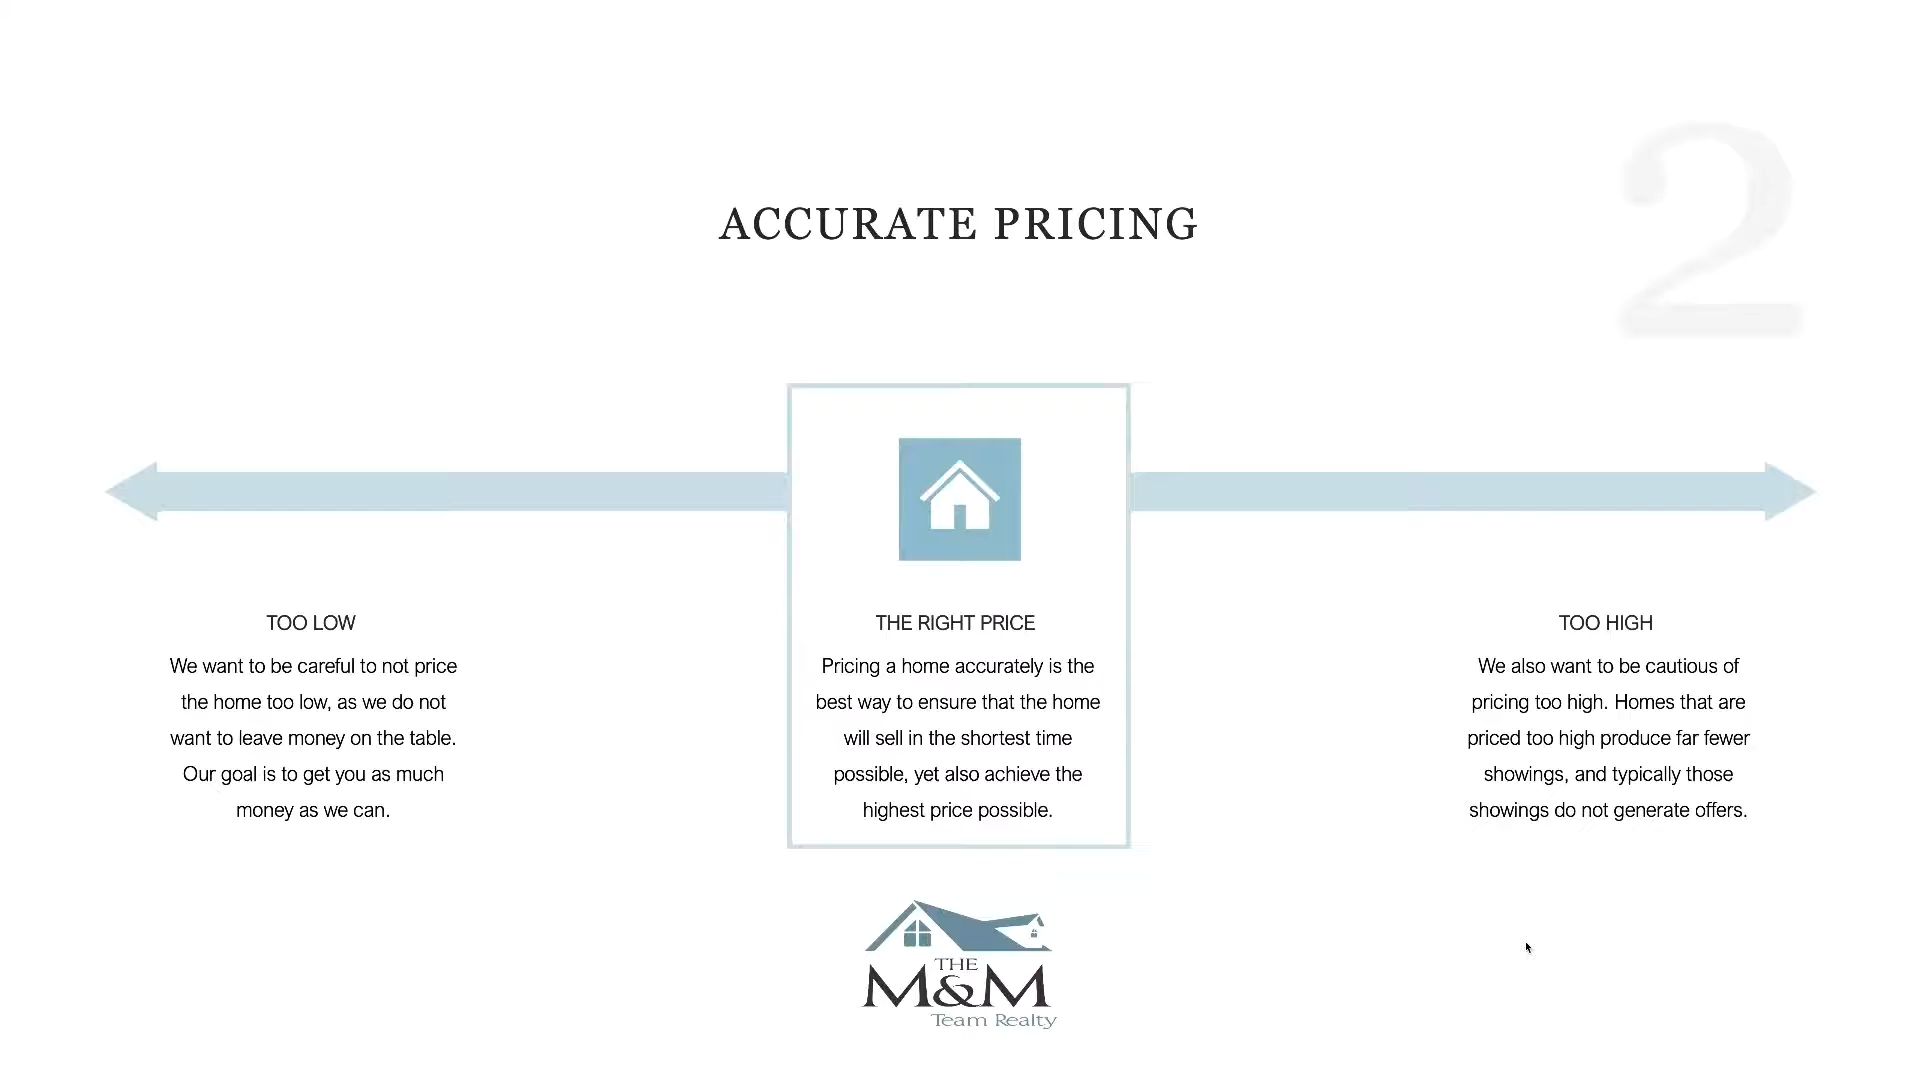 2
ACCURATE PRICING
TOO LOW
We want to be careful to not price
the home too low, as we do not
want to leave money on the table.
Our goal is to get you as much
money as we can.
THE RIGHT PRICE
Pricing a home accurately is the
best way to ensure that the home
will sell in the shortest time
possible, yet also achieve the
highest price possible.
TOO HIGH
We also want to be cautious of
pricing too high. Homes that are
priced too high produce far fewer
showings, and typically those
showings do not generate offers.
THE
M&M
Team Realty